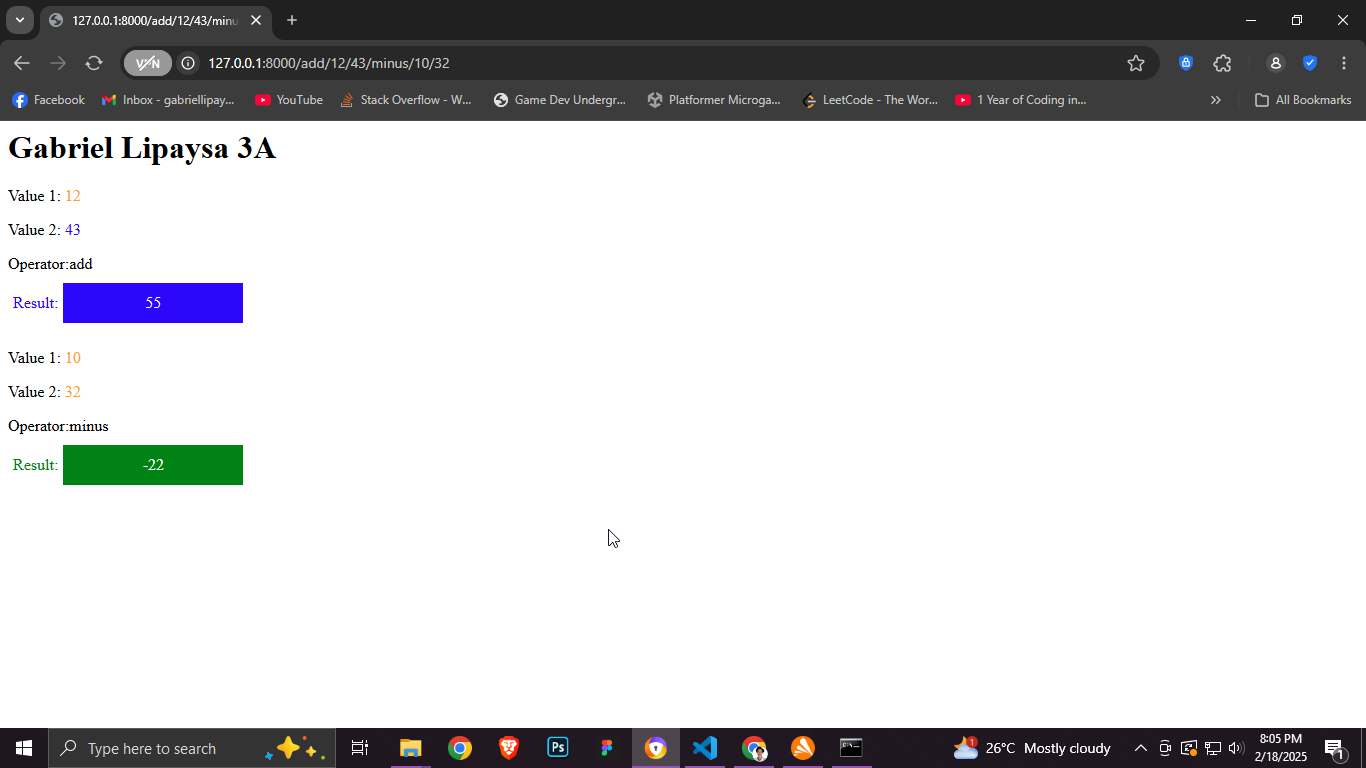 127.0.0.1:8000/add/12/43/minu
VPN 127.0.0.1:8000/add/12/43/minus/10/32
Facebook Inbox - gabriellipay... YouTube Stack Overflow - W... Game Dev Undergr... Platformer Microga... LeetCode - The Wor... 1 Year of Coding in... » All Bookmarks
Gabriel Lipaysa 3A
Value 1: 12
Value 2: 43
Operator:add
Result: 55
Value 1: 10
Value 2: 32
Operator:minus
Result: -22
Type here to search Ps 1 26°C Mostly cloudy 8:05 PM
2/18/2025 1